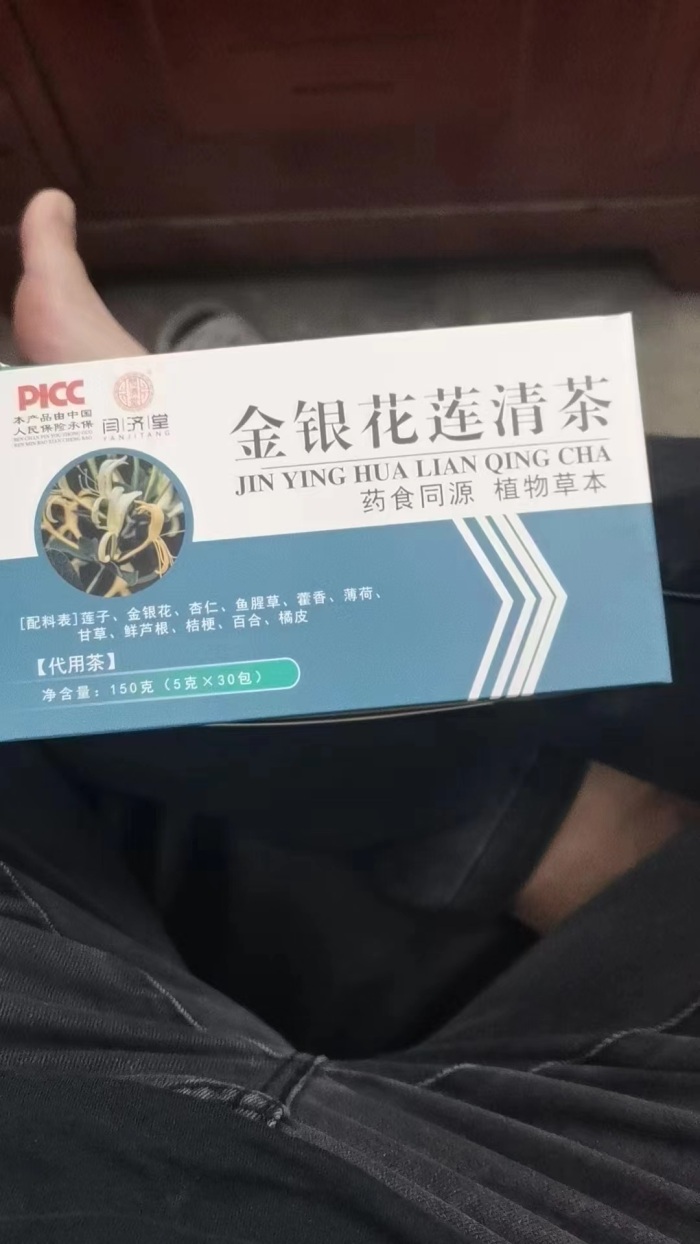 PICC
本产品由中国
人民保险承保
闫济堂
YANJITANG
金银花莲清茶
JIN YING HUA LIAN QING CHA
药食同源 植物草本
[配料表]莲子、金银花、杏仁、鱼腥草、藿香、薄荷、
甘草、鲜芦根、桔梗、百合、橘皮
【代用茶】
净含量：150克（5克×30包）